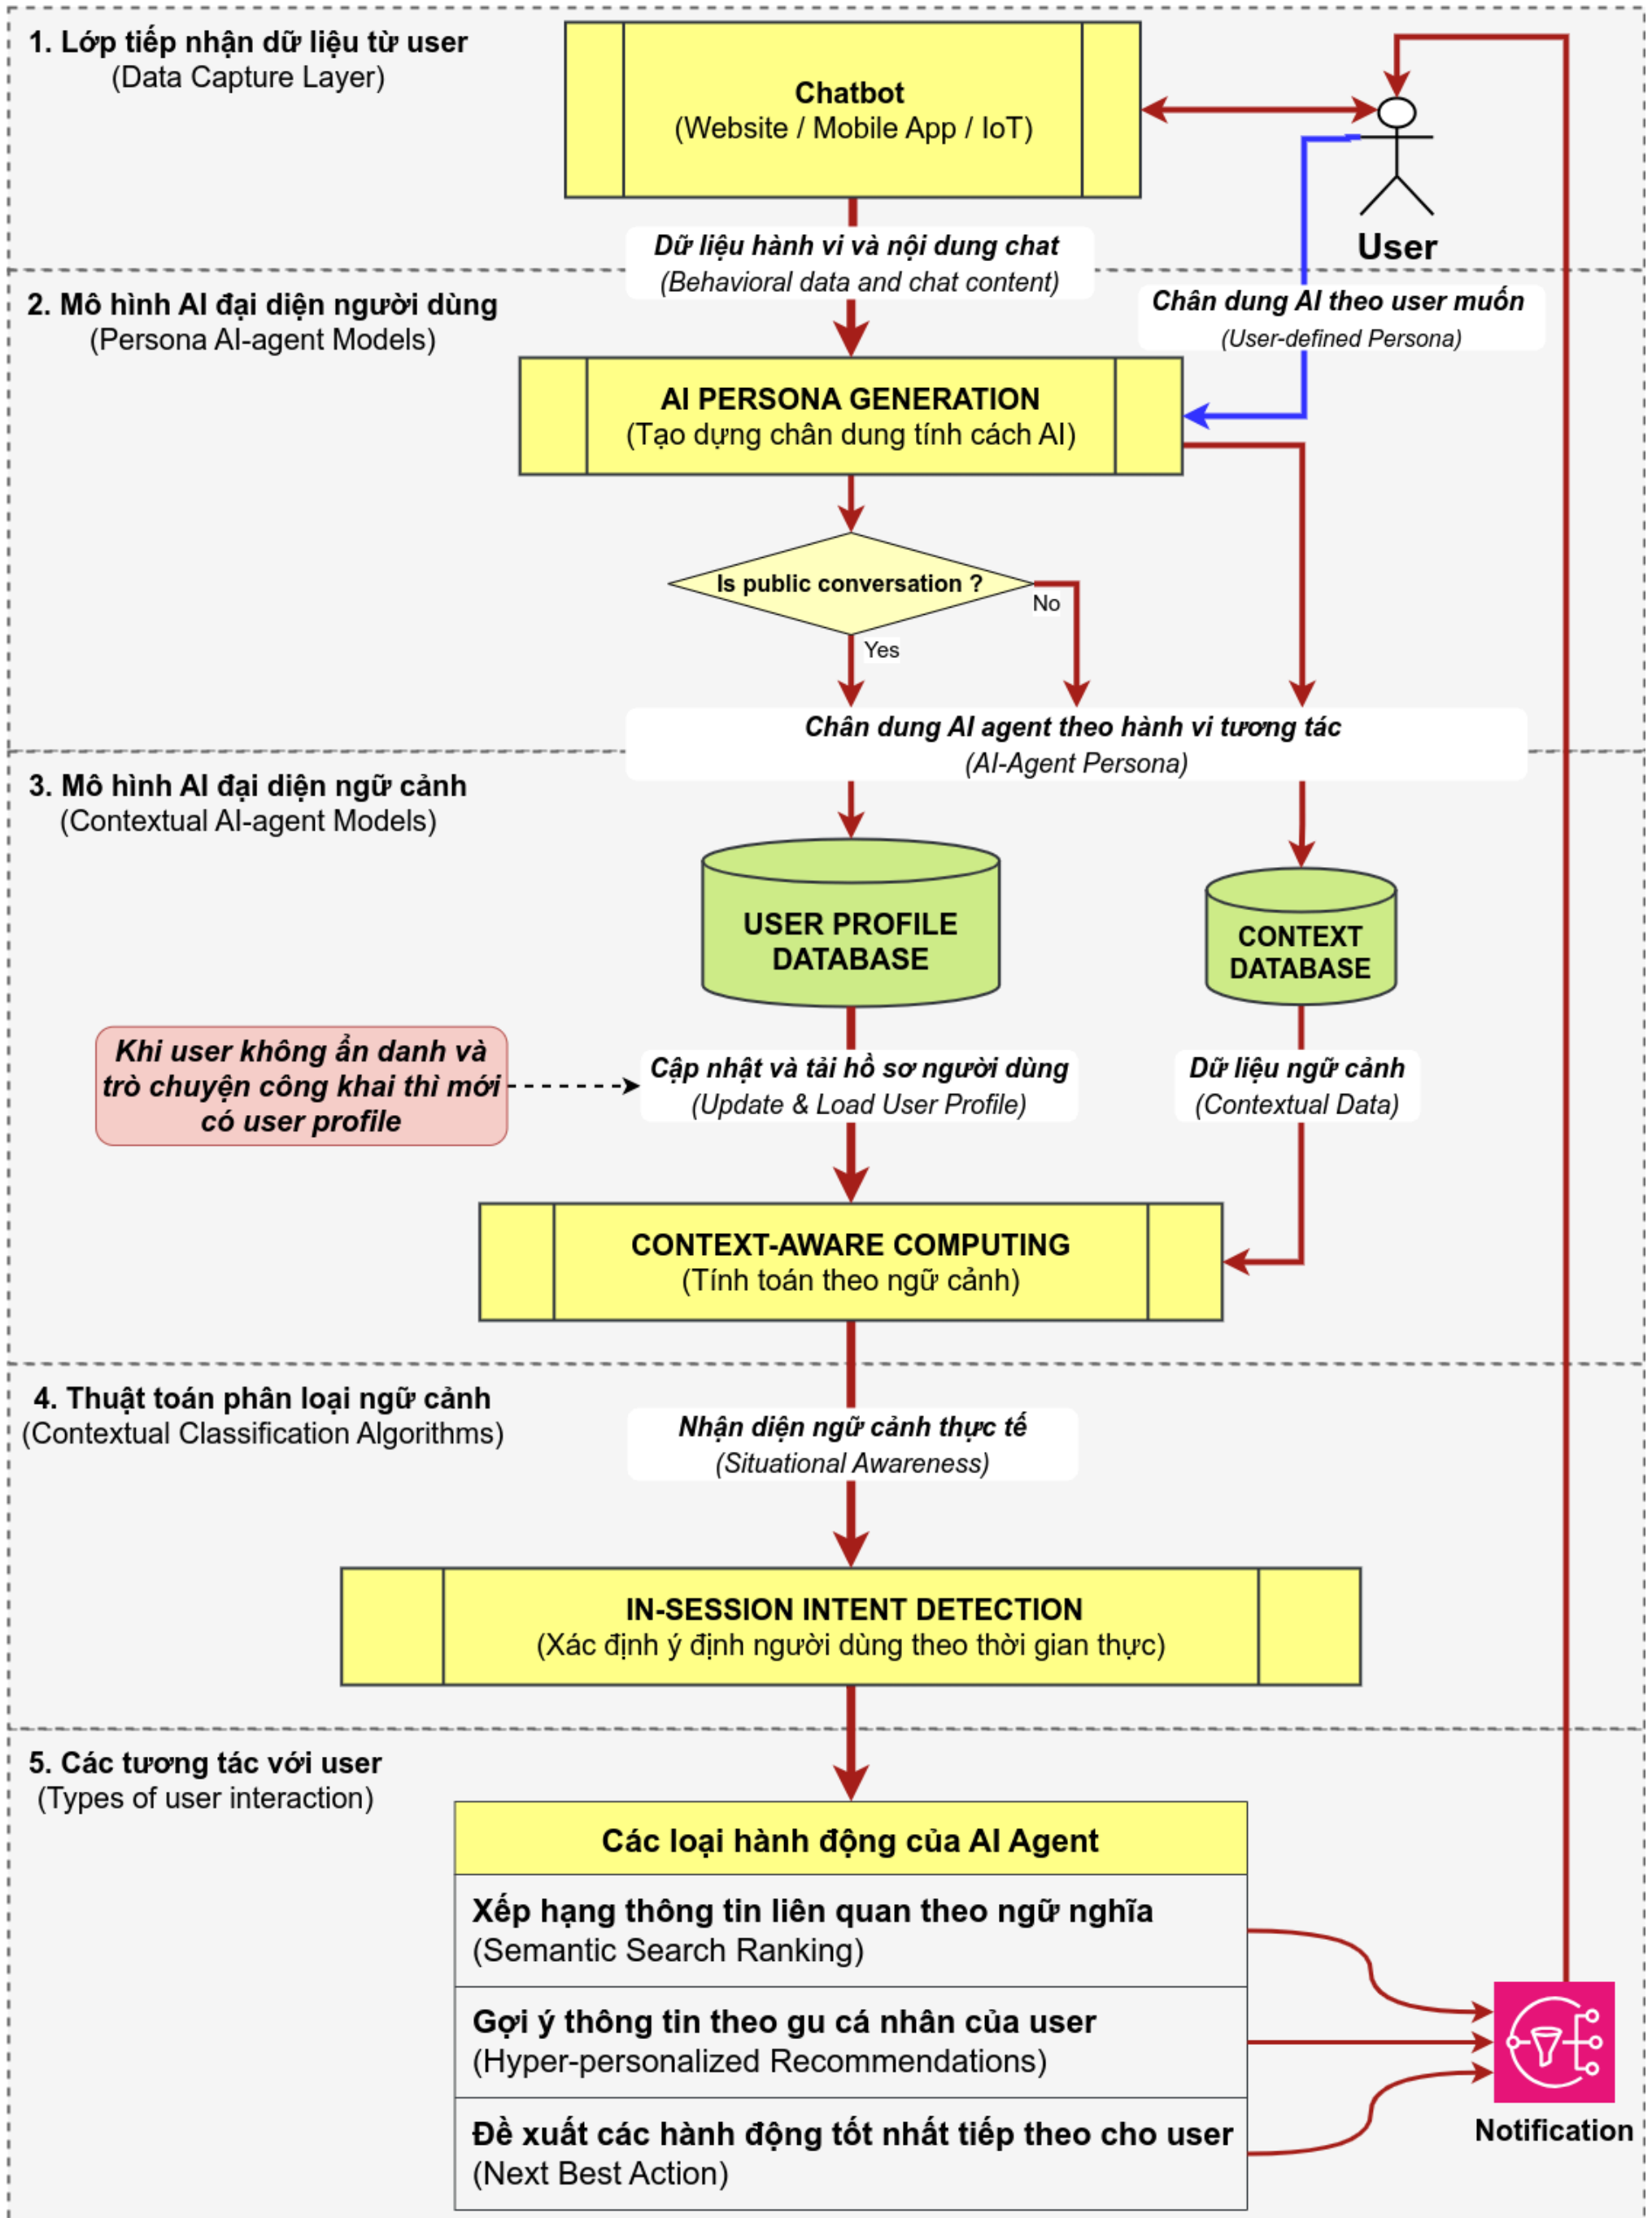 1. Lớp tiếp nhận dữ liệu từ user
(Data Capture Layer)
Chatbot
(Website / Mobile App / IoT)
User
Dữ liệu hành vi và nội dung chat
(Behavioral data and chat content)
2. Mô hình AI đại diện người dùng
(Persona AI-agent Models)
Chân dung AI theo user muốn
(User-defined Persona)
AI PERSONA GENERATION
(Tạo dựng chân dung tính cách AI)
Is public conversation ?
No
Yes
Chân dung AI agent theo hành vi tương tác
(AI-Agent Persona)
3. Mô hình AI đại diện ngữ cảnh
(Contextual AI-agent Models)
USER PROFILE
DATABASE
CONTEXT
DATABASE
Khi user không ẩn danh và
trò chuyện công khai thì mới
có user profile
Cập nhật và tải hồ sơ người dùng
(Update & Load User Profile)
Dữ liệu ngữ cảnh
(Contextual Data)
CONTEXT-AWARE COMPUTING
(Tính toán theo ngữ cảnh)
4. Thuật toán phân loại ngữ cảnh
(Contextual Classification Algorithms)
Nhận diện ngữ cảnh thực tế
(Situational Awareness)
IN-SESSION INTENT DETECTION
(Xác định ý định người dùng theo thời gian thực)
5. Các tương tác với user
(Types of user interaction)
Các loại hành động của AI Agent
Xếp hạng thông tin liên quan theo ngữ nghĩa
(Semantic Search Ranking)
Gợi ý thông tin theo gu cá nhân của user
(Hyper-personalized Recommendations)
Đề xuất các hành động tốt nhất tiếp theo cho user
(Next Best Action)
Notification